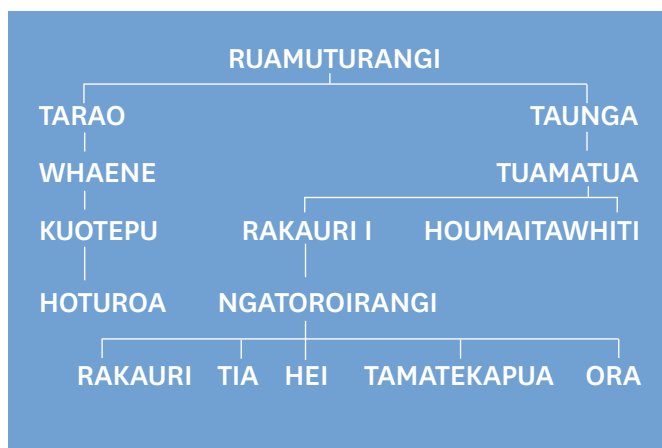 RUAMUTURANGI
TARAO TAUNGA
WHAENE TUAMATUA
KUOTEPU RAKAURI I HOUMAITAWHITI
HOTUROA NGATOROIRANGI
RAKAURI TIA HEI TAMATEKAPUA ORA